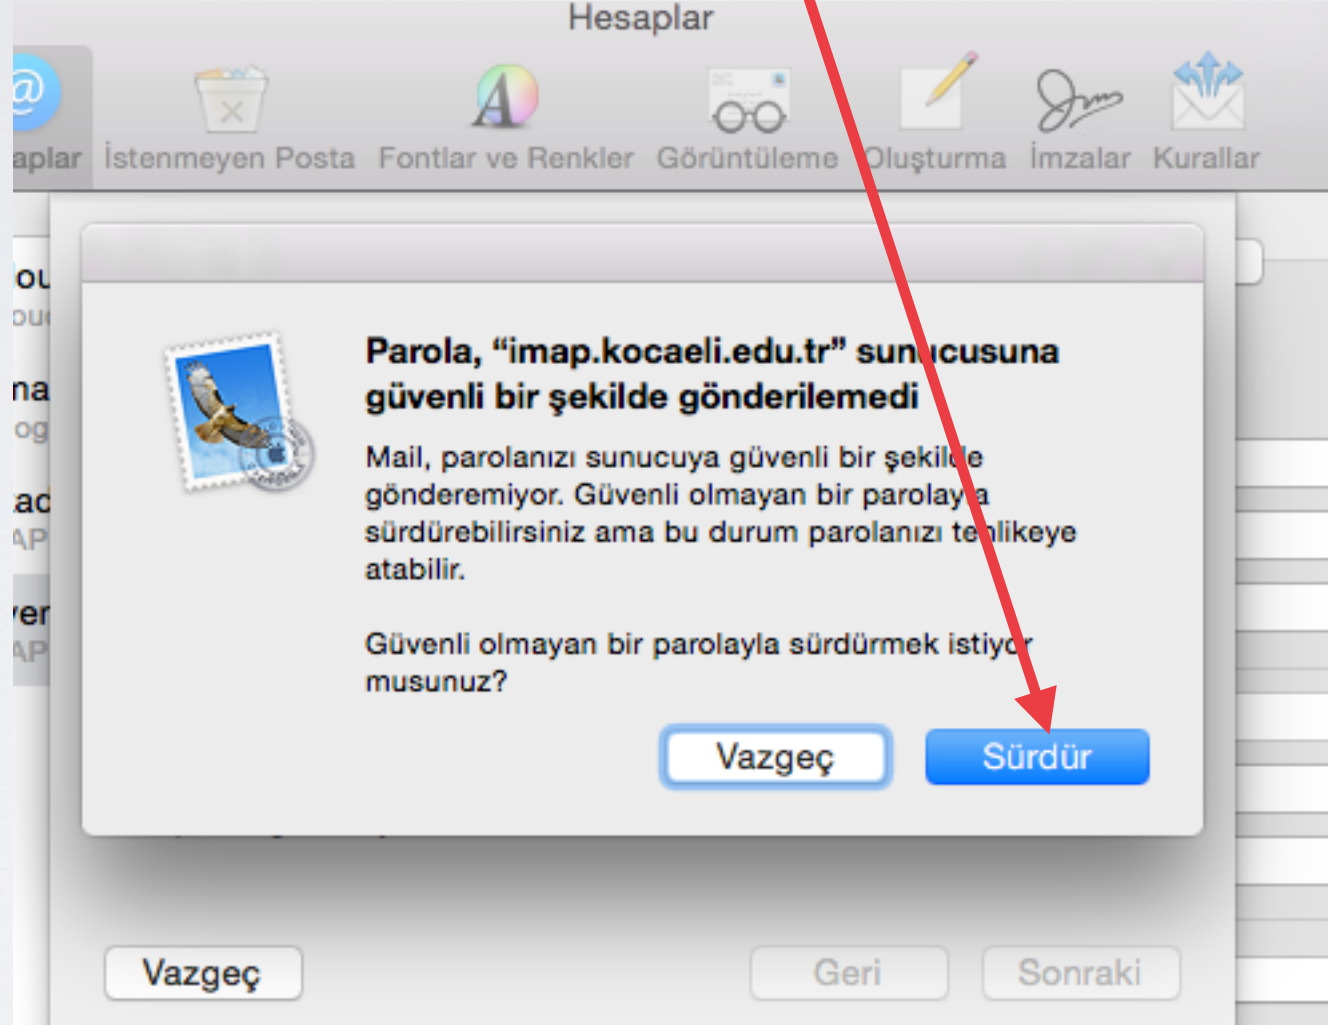 Hesaplar
aplar İstenmeyen Posta Fontlar ve Renkler Görüntüleme Oluşturma İmzalar Kurallar
Parola, “imap.kocaeli.edu.tr” sunucusuna
güvenli bir şekilde gönderilemedi
Mail, parolanızı sunucuya güvenli bir şekilde
gönderemiyor. Güvenli olmayan bir parolayla
sürdürebilirsiniz ama bu durum parolanızı tehlikeye
atabilir.
Güvenli olmayan bir parolayla sürdürmek istiyor
musunuz?
Vazgeç Sürdür
Vazgeç Geri Sonraki